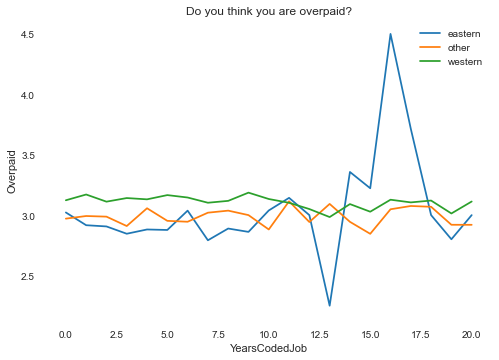 Do you think you are overpaid?
eastern
other
western
4.5
4.0
3.5
3.0
2.5
Overpaid
0.0 2.5 5.0 7.5 10.0 12.5 15.0 17.5 20.0
YearsCodedJob